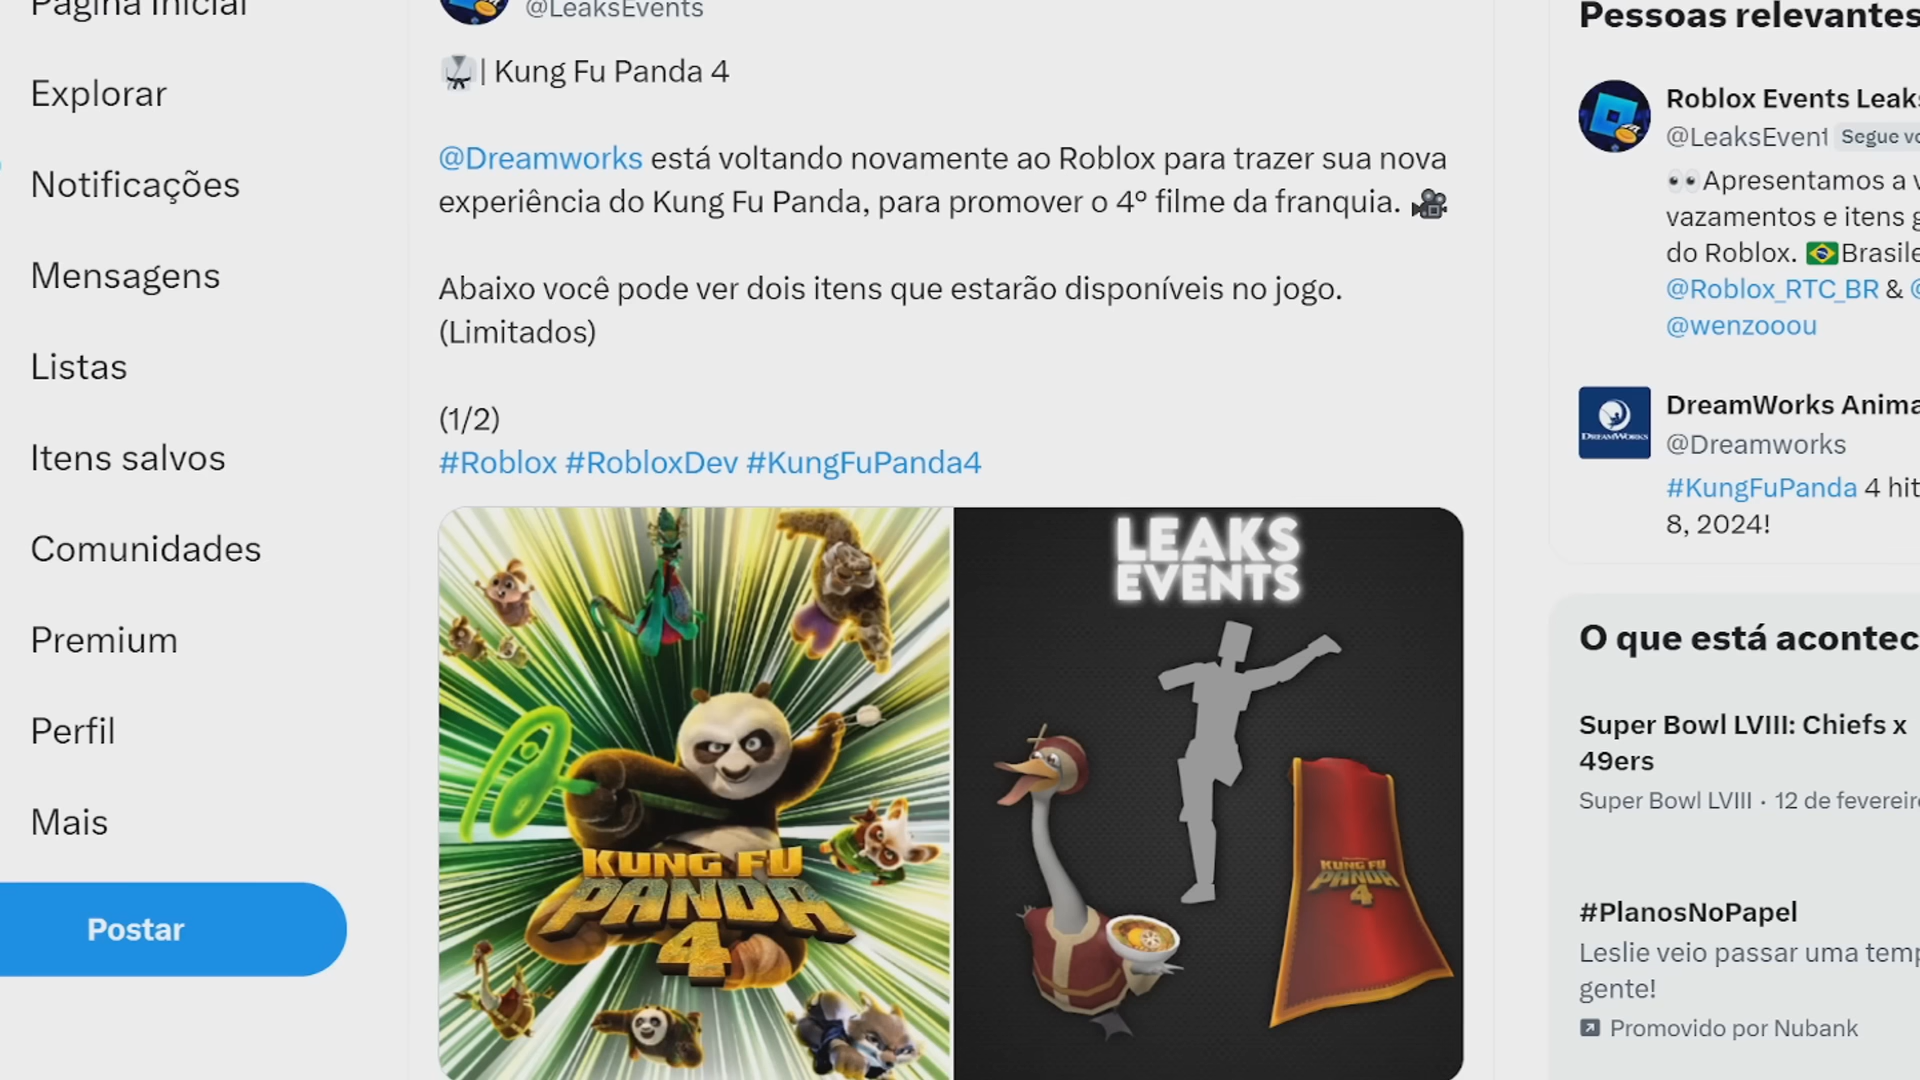 Página Inicial
Explorar
Notificações
Mensagens
Listas
Itens salvos
Comunidades
Premium
Perfil
Mais
Postar
@LeaksEvents
| Kung Fu Panda 4
@Dreamworks está voltando novamente ao Roblox para trazer sua nova
experiência do Kung Fu Panda, para promover o 4º filme da franquia. 🎥
Abaixo você pode ver dois itens que estarão disponíveis no jogo.
(Limitados)
(1/2)
#Roblox #RobloxDev #KungFuPanda4
KUNG FU
PANDA
4
LEAKS
EVENTS
KUNG FU
PANDA
4
Pessoas relevantes
Roblox Events Leaks
@LeaksEvent Segue vo
👀Apresentamos a v
vazamentos e itens g
do Roblox. 🇧🇷Brasile
@Roblox_RTC_BR & @
@wenzooou
DREAMWORKS
DreamWorks Anima
@Dreamworks
#KungFuPanda 4 hit
8, 2024!
O que está acontec
Super Bowl LVIII: Chiefs x
49ers
Super Bowl LVIII · 12 de fevereiro
#PlanosNoPapel
Leslie veio passar uma temp
gente!
Promovido por Nubank